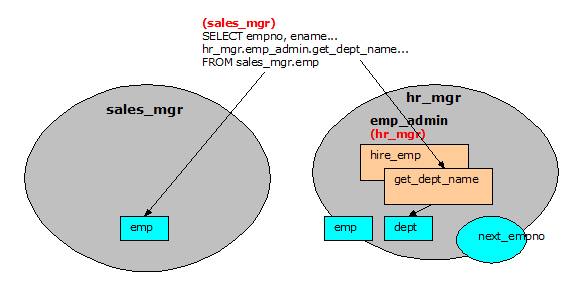 (sales_mgr)
SELECT empno, ename...
hr_mgr.emp_admin.get_dept_name...
FROM sales_mgr.emp
sales_mgr
emp
hr_mgr
emp_admin
(hr_mgr)
hire_emp
get_dept_name
emp
dept
next_empno